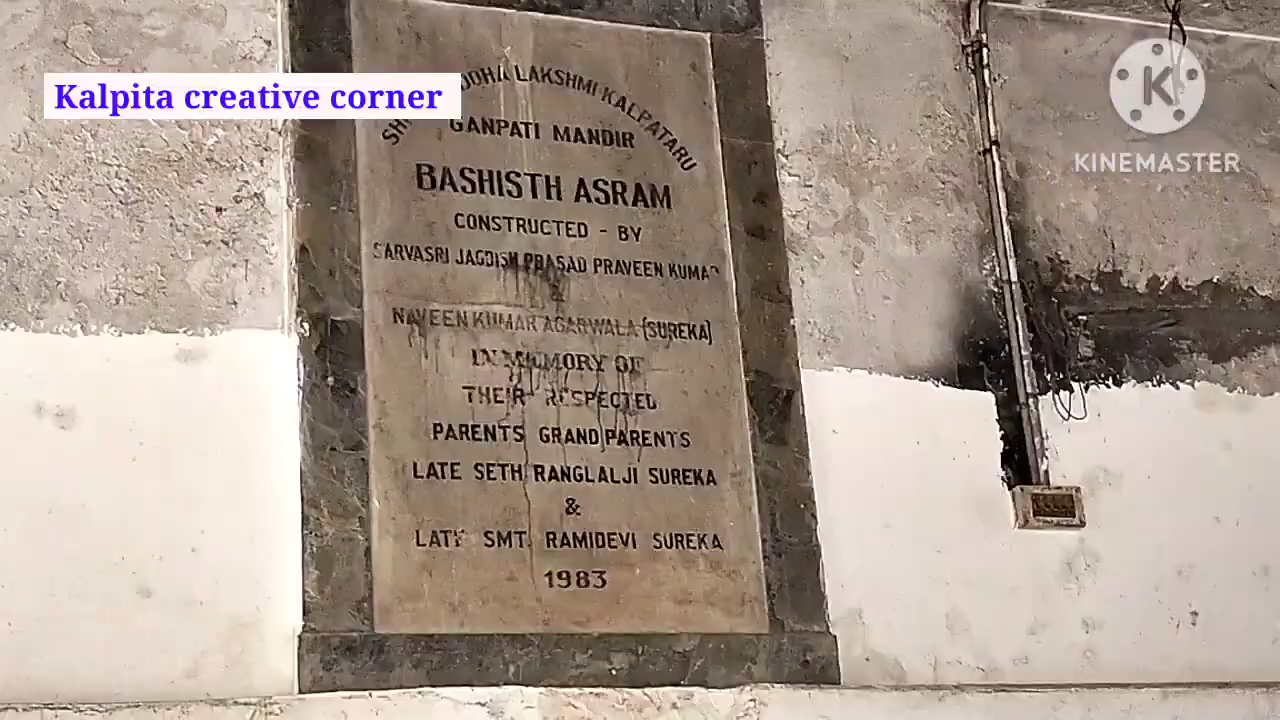 Kalpita creative corner
K
KINEMASTER
LAKSHMI KALPATARU
GANPATI MANDIR
BASHISTH ASRAM
CONSTRUCTED - BY
SARVASRI JAGDISH PRASAD PRAVEEN KUMAR
&
NAVEEN KUMAR AGARWALA (SUREKA)
IN MEMORY OF
THEIR RESPECTED
PARENTS GRAND PARENTS
LATE SETH RANGLALJI SUREKA
&
LATE SMT. RAMIDEVI SUREKA
1983